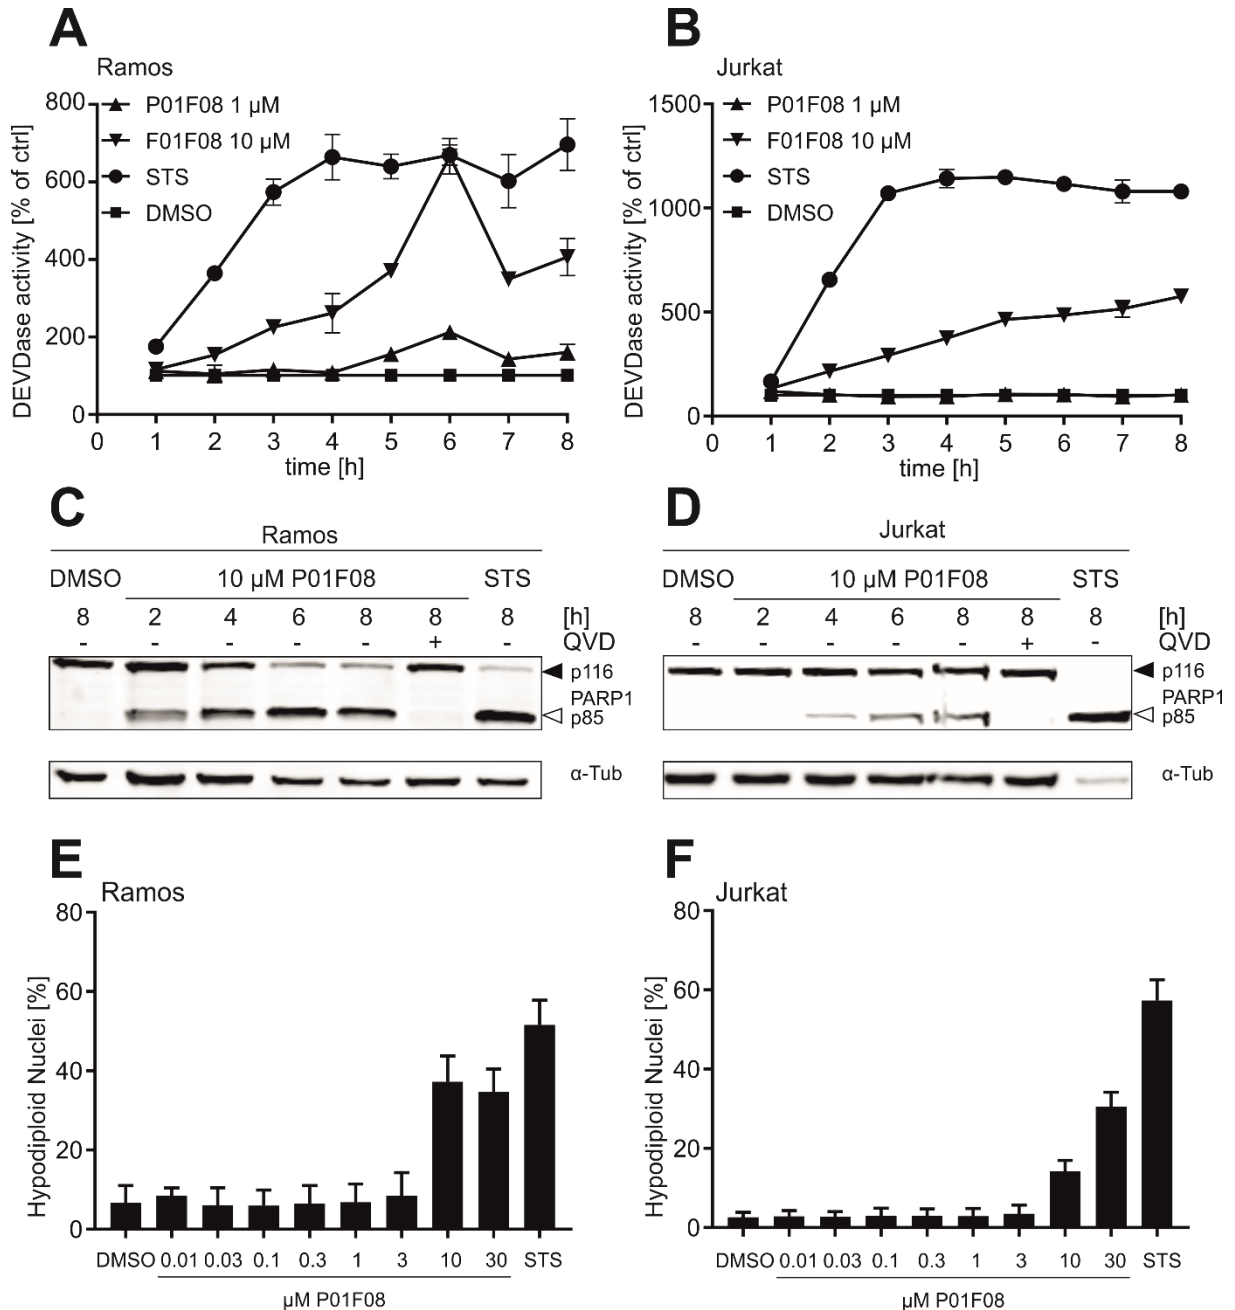 A
Ramos
P01F08 1 µM
F01F08 10 µM
STS
DMSO
DEVDase activity [% of ctrl]
800
600
400
200
0
0 1 2 3 4 5 6 7 8
time [h]
B
Jurkat
P01F08 1 µM
F01F08 10 µM
STS
DMSO
DEVDase activity [% of ctrl]
1500
1000
500
0
0 1 2 3 4 5 6 7 8
time [h]
C
Ramos
DMSO 10 µM P01F08 STS
8 2 4 6 8 8 8 [h]
- - - - - + - QVD
p116
PARP1
p85
α-Tub
D
Jurkat
DMSO 10 µM P01F08 STS
8 2 4 6 8 8 8 [h]
- - - - - + - QVD
p116
PARP1
p85
α-Tub
E
Ramos
Hypodiploid Nuclei [%]
80
60
40
20
0
DMSO 0.01 0.03 0.1 0.3 1 3 10 30 STS
µM P01F08
F
Jurkat
Hypodiploid Nuclei [%]
80
60
40
20
0
DMSO 0.01 0.03 0.1 0.3 1 3 10 30 STS
µM P01F08